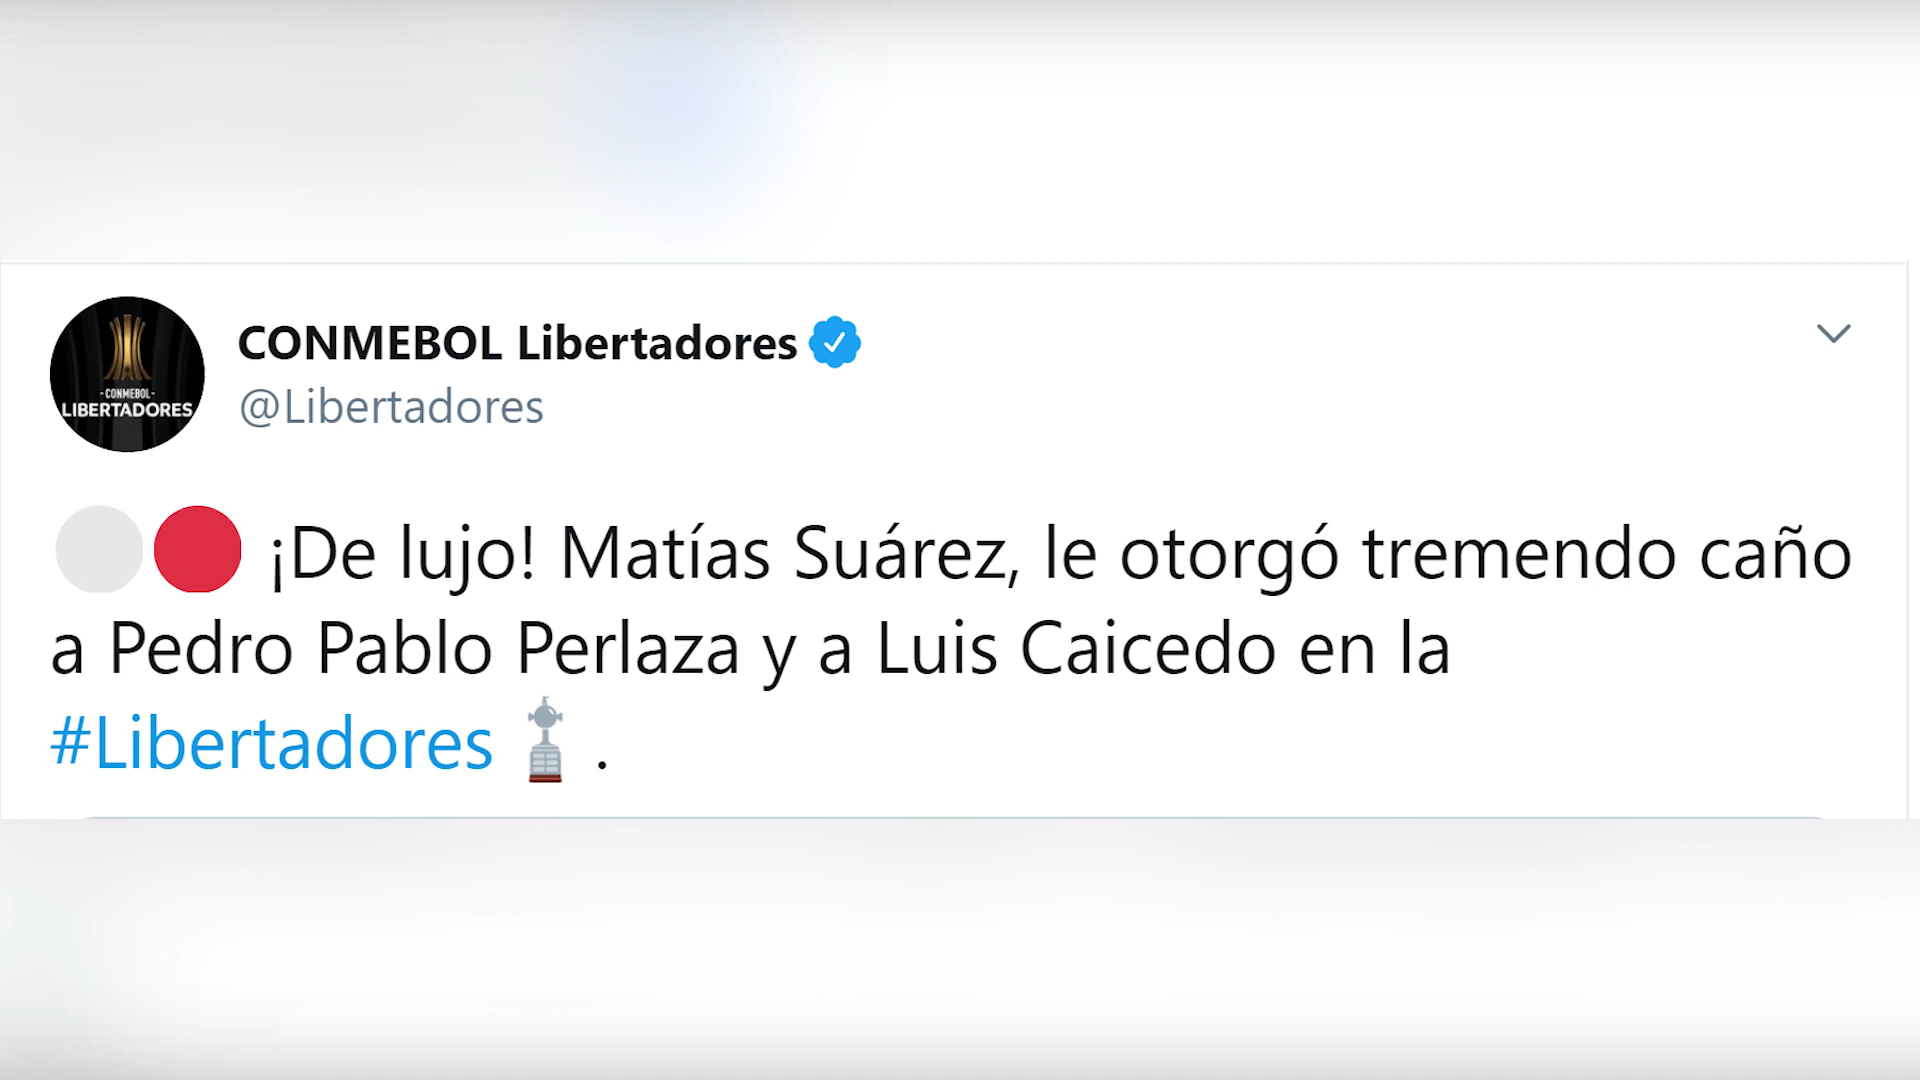 CONMEBOL Libertadores
@Libertadores
-CONMEBOL-
LIBERTADORES
¡De lujo! Matías Suárez, le otorgó tremendo caño
a Pedro Pablo Perlaza y a Luis Caicedo en la
#Libertadores .